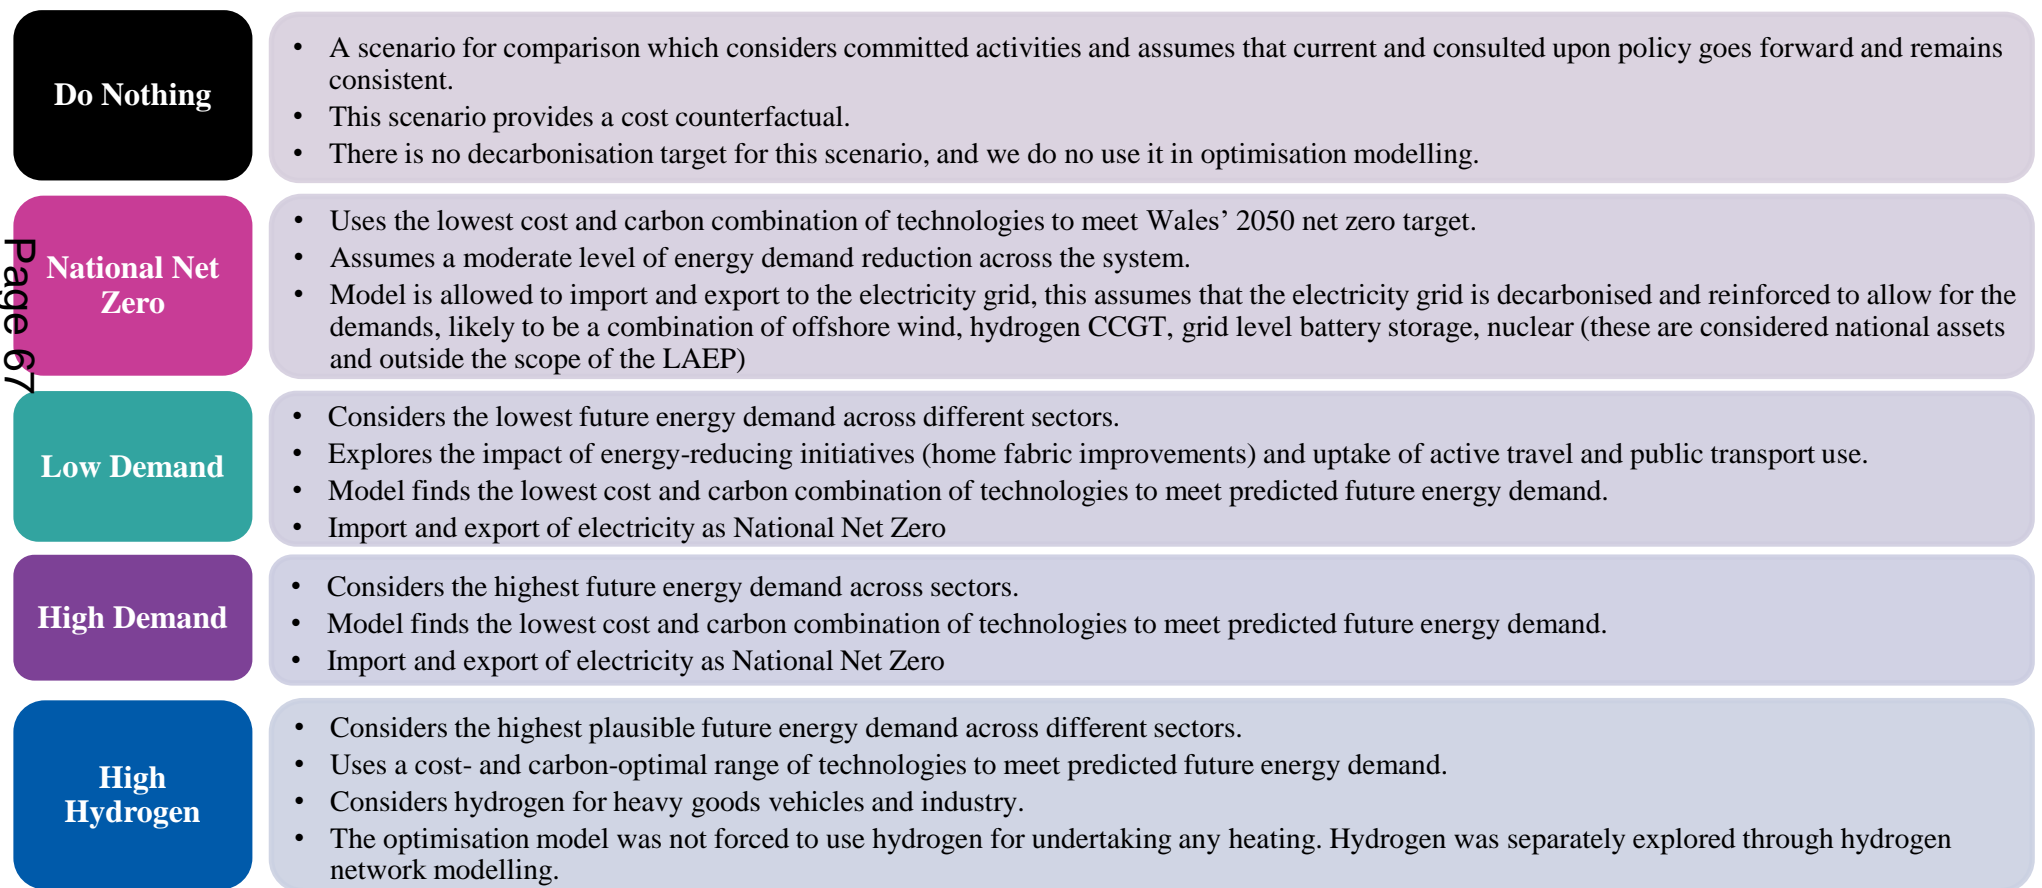 Do Nothing
• A scenario for comparison which considers committed activities and assumes that current and consulted upon policy goes forward and remains
consistent.
• This scenario provides a cost counterfactual.
• There is no decarbonisation target for this scenario, and we do no use it in optimisation modelling.
Page 67
National Net
Zero
• Uses the lowest cost and carbon combination of technologies to meet Wales’ 2050 net zero target.
• Assumes a moderate level of energy demand reduction across the system.
• Model is allowed to import and export to the electricity grid, this assumes that the electricity grid is decarbonised and reinforced to allow for the
demands, likely to be a combination of offshore wind, hydrogen CCGT, grid level battery storage, nuclear (these are considered national assets
and outside the scope of the LAEP)
Low Demand
• Considers the lowest future energy demand across different sectors.
• Explores the impact of energy-reducing initiatives (home fabric improvements) and uptake of active travel and public transport use.
• Model finds the lowest cost and carbon combination of technologies to meet predicted future energy demand.
• Import and export of electricity as National Net Zero
High Demand
• Considers the highest future energy demand across sectors.
• Model finds the lowest cost and carbon combination of technologies to meet predicted future energy demand.
• Import and export of electricity as National Net Zero
High
Hydrogen
• Considers the highest plausible future energy demand across different sectors.
• Uses a cost- and carbon-optimal range of technologies to meet predicted future energy demand.
• Considers hydrogen for heavy goods vehicles and industry.
• The optimisation model was not forced to use hydrogen for undertaking any heating. Hydrogen was separately explored through hydrogen
network modelling.